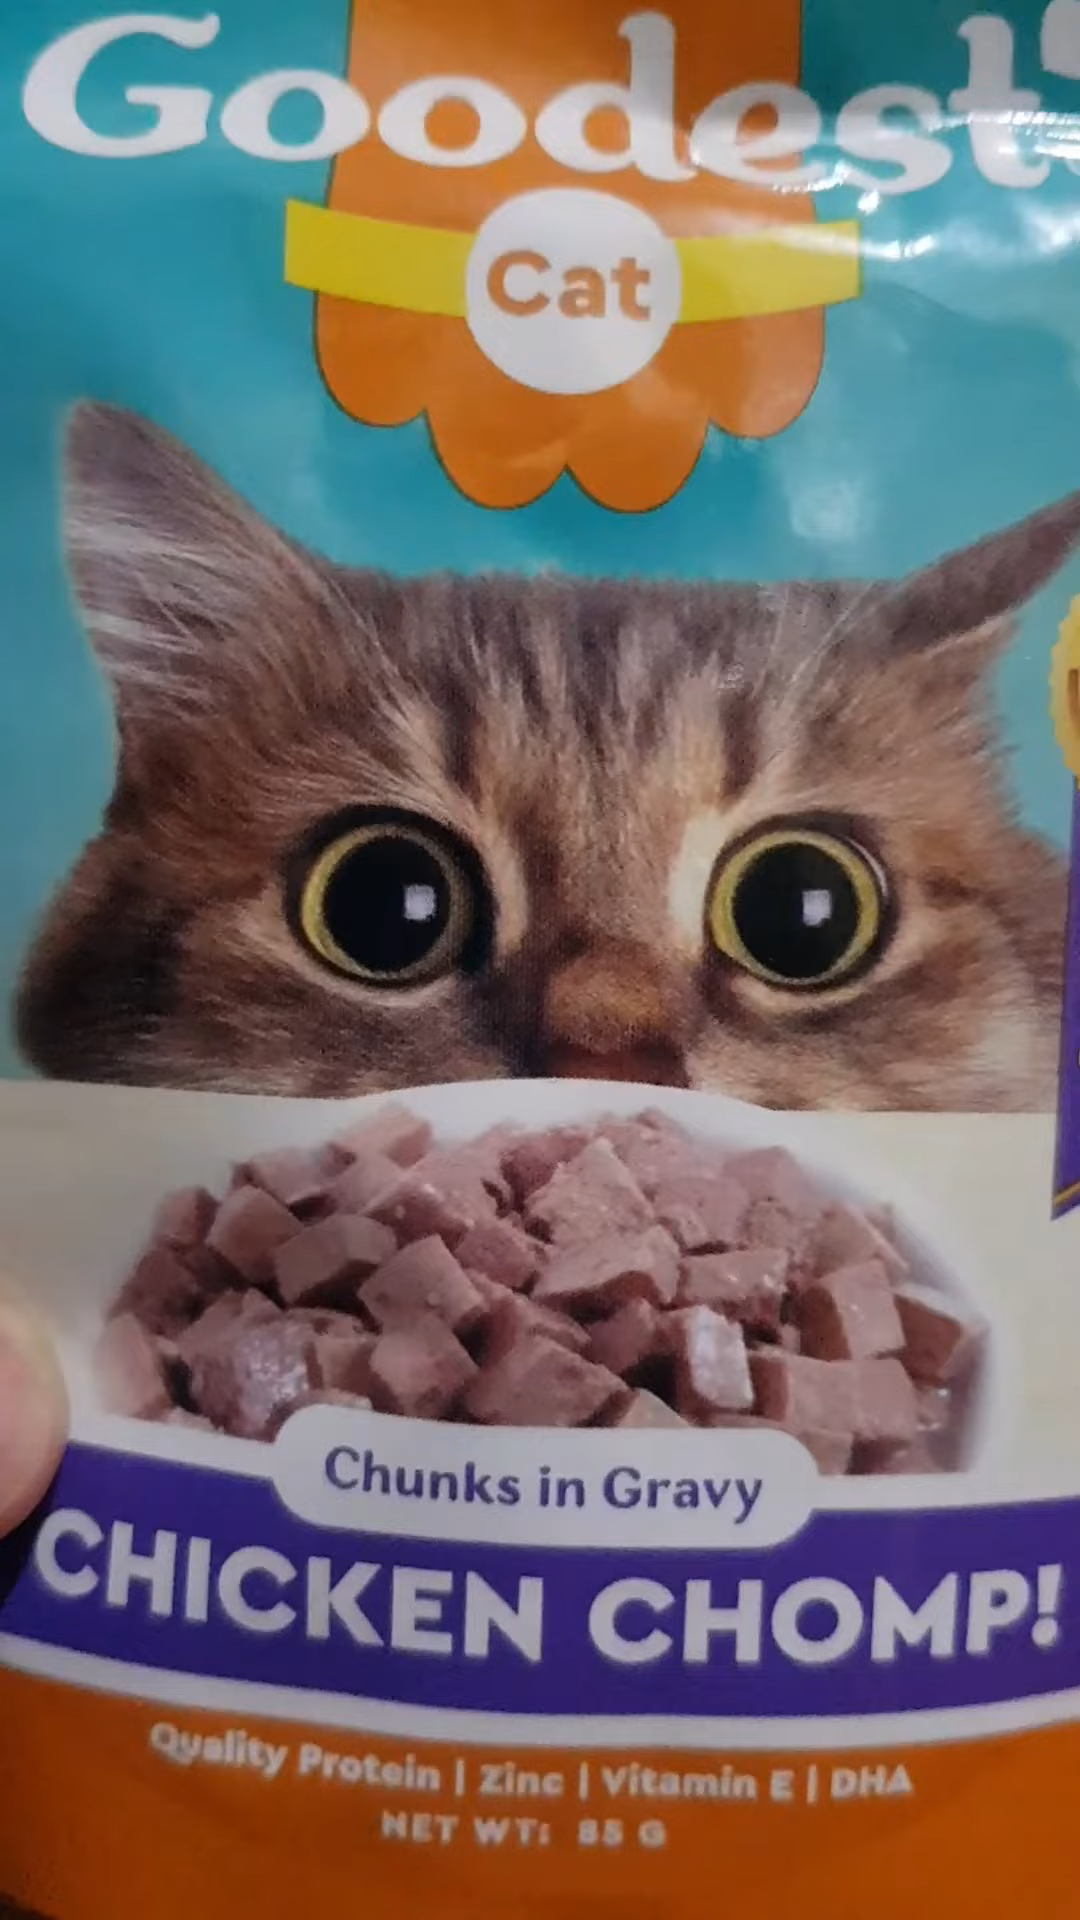 Goodest
Cat
Chunks in Gravy
CHICKEN CHOMP!
Quality Protein | Zinc | Vitamin E | DHA
NET WT: 85 G